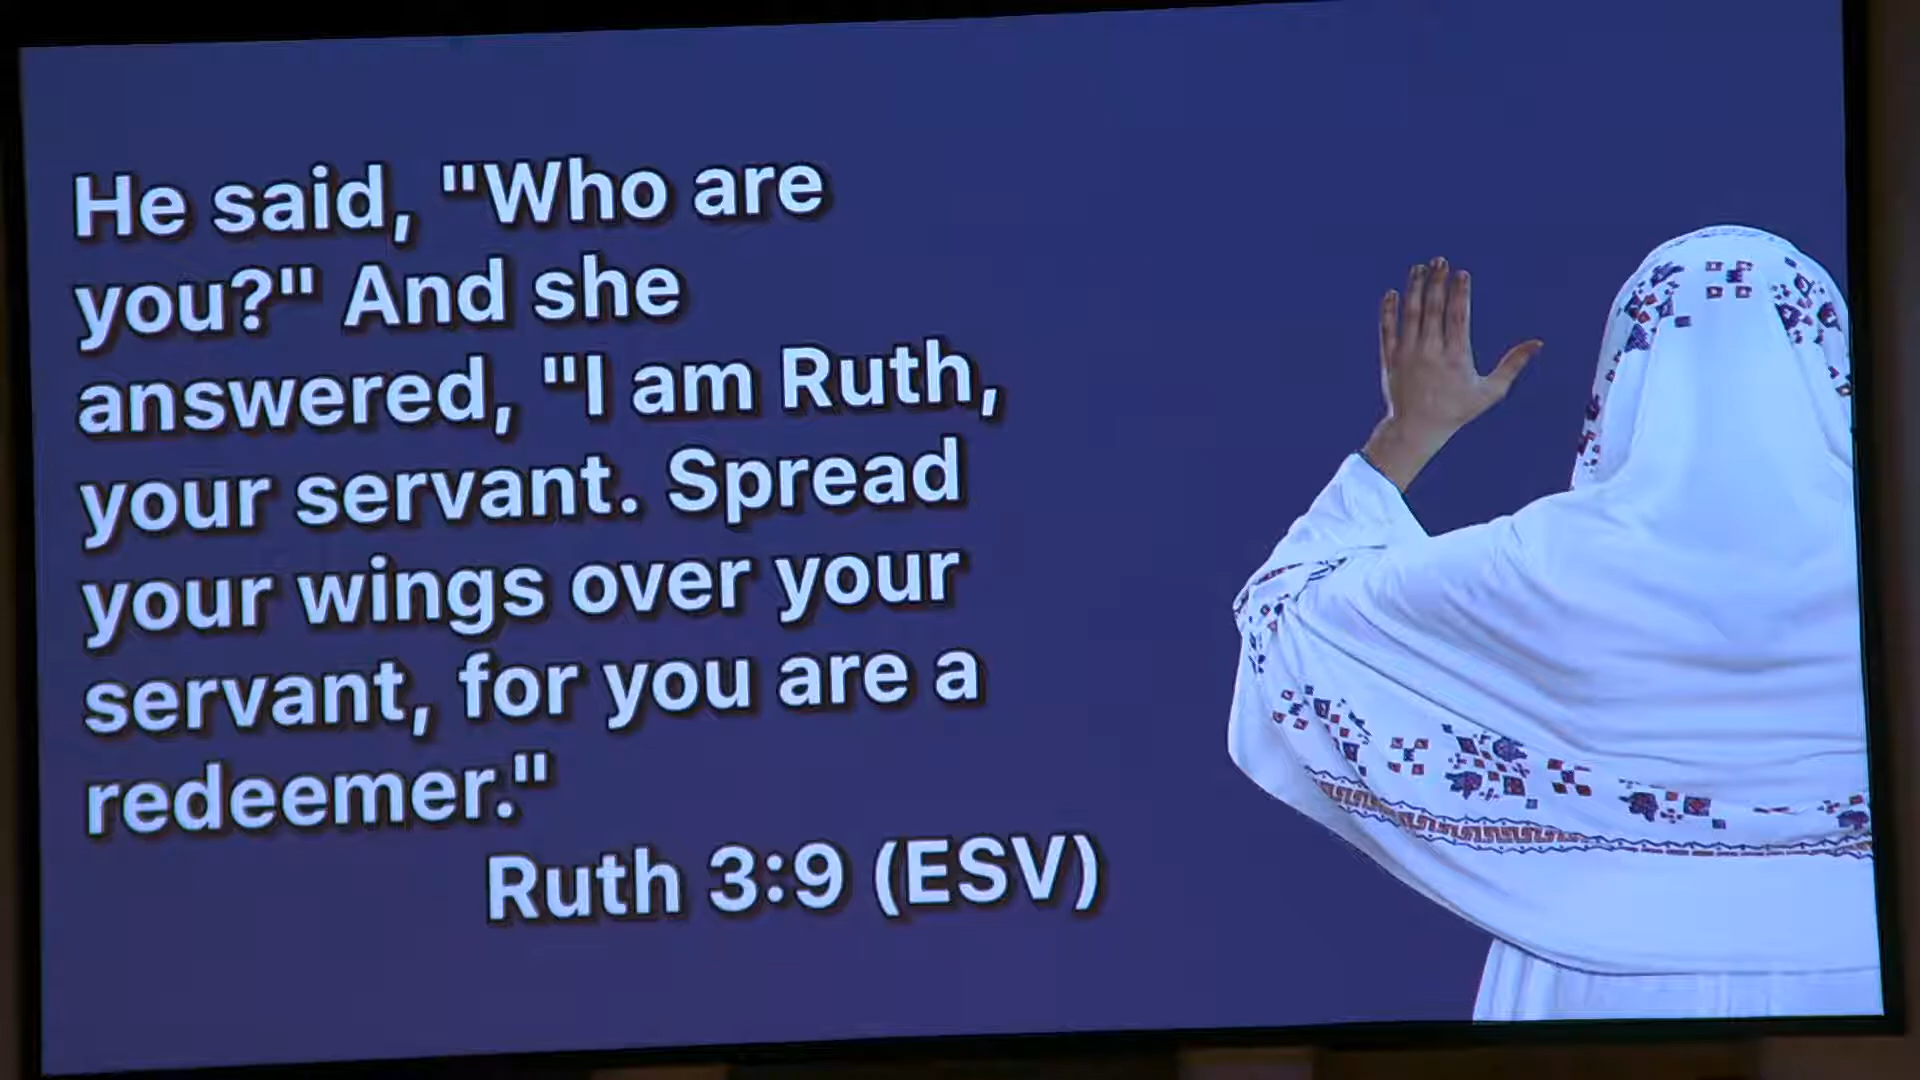 He said, "Who are
you?" And she
answered, "I am Ruth,
your servant. Spread
your wings over your
servant, for you are a
redeemer."
Ruth 3:9 (ESV)